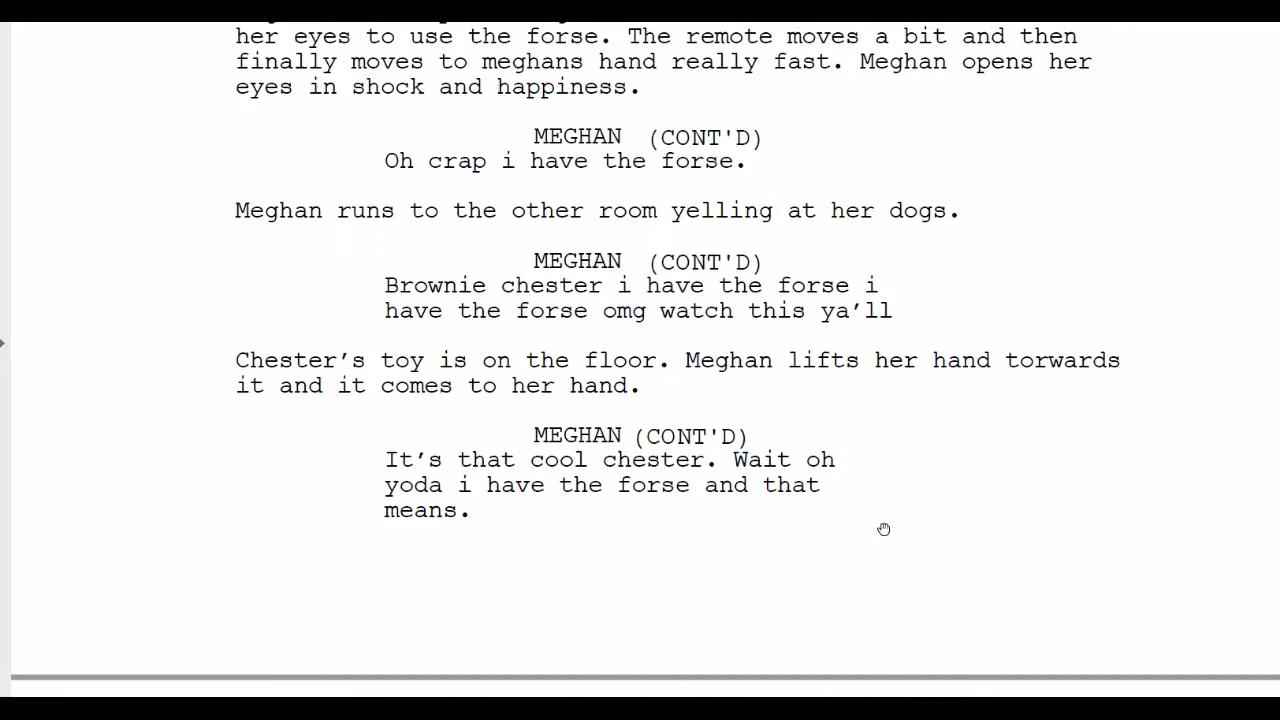 her eyes to use the forse. The remote moves a bit and then
finally moves to meghans hand really fast. Meghan opens her
eyes in shock and happiness.
MEGHAN (CONT'D)
Oh crap i have the forse.
Meghan runs to the other room yelling at her dogs.
MEGHAN (CONT'D)
Brownie chester i have the forse i
have the forse omg watch this ya’ll
Chester’s toy is on the floor. Meghan lifts her hand torwards
it and it comes to her hand.
MEGHAN (CONT'D)
It’s that cool chester. Wait oh
yoda i have the forse and that
means.